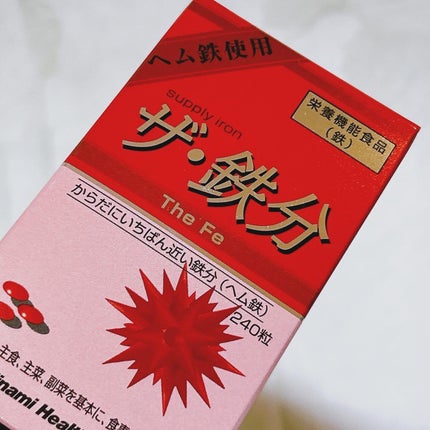 ヘム鉄使用
栄養機能食品
(鉄)
supply iron
ザ・鉄分
The Fe
からだにいちばん近い鉄分(ヘム鉄)
240粒
主食、主菜、副菜を基本に、食
inami Heal